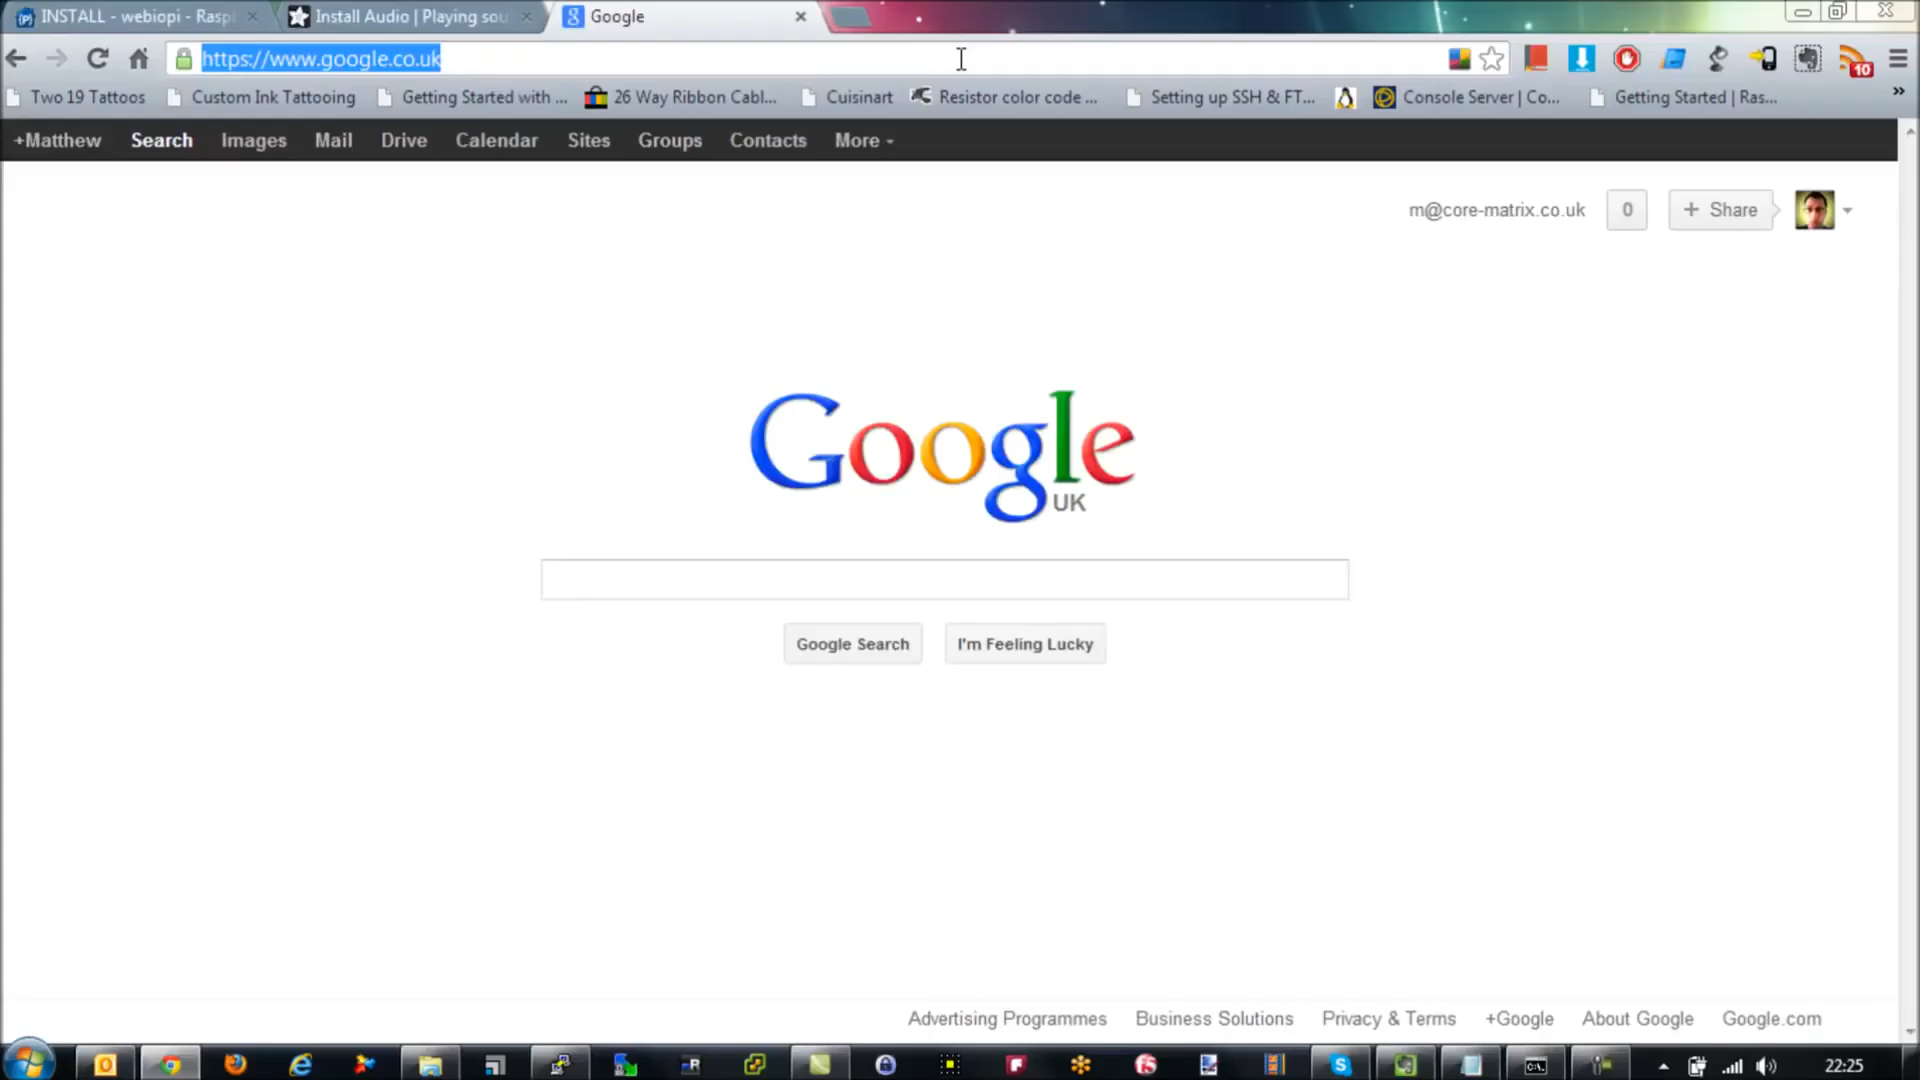 INSTALL - webiopi - Rasp
Install Audio | Playing sou
Google
https://www.google.co.uk
10
Two 19 Tattoos
Custom Ink Tattooing
Getting Started with ...
26 Way Ribbon Cabl...
Cuisinart
Resistor color code ...
Setting up SSH & FT...
Console Server | Co...
Getting Started | Ras...
+Matthew Search Images Mail Drive Calendar Sites Groups Contacts More
m@core-matrix.co.uk 0 + Share
Google
UK
Google Search I'm Feeling Lucky
Advertising Programmes Business Solutions Privacy & Terms +Google About Google Google.com
22:25